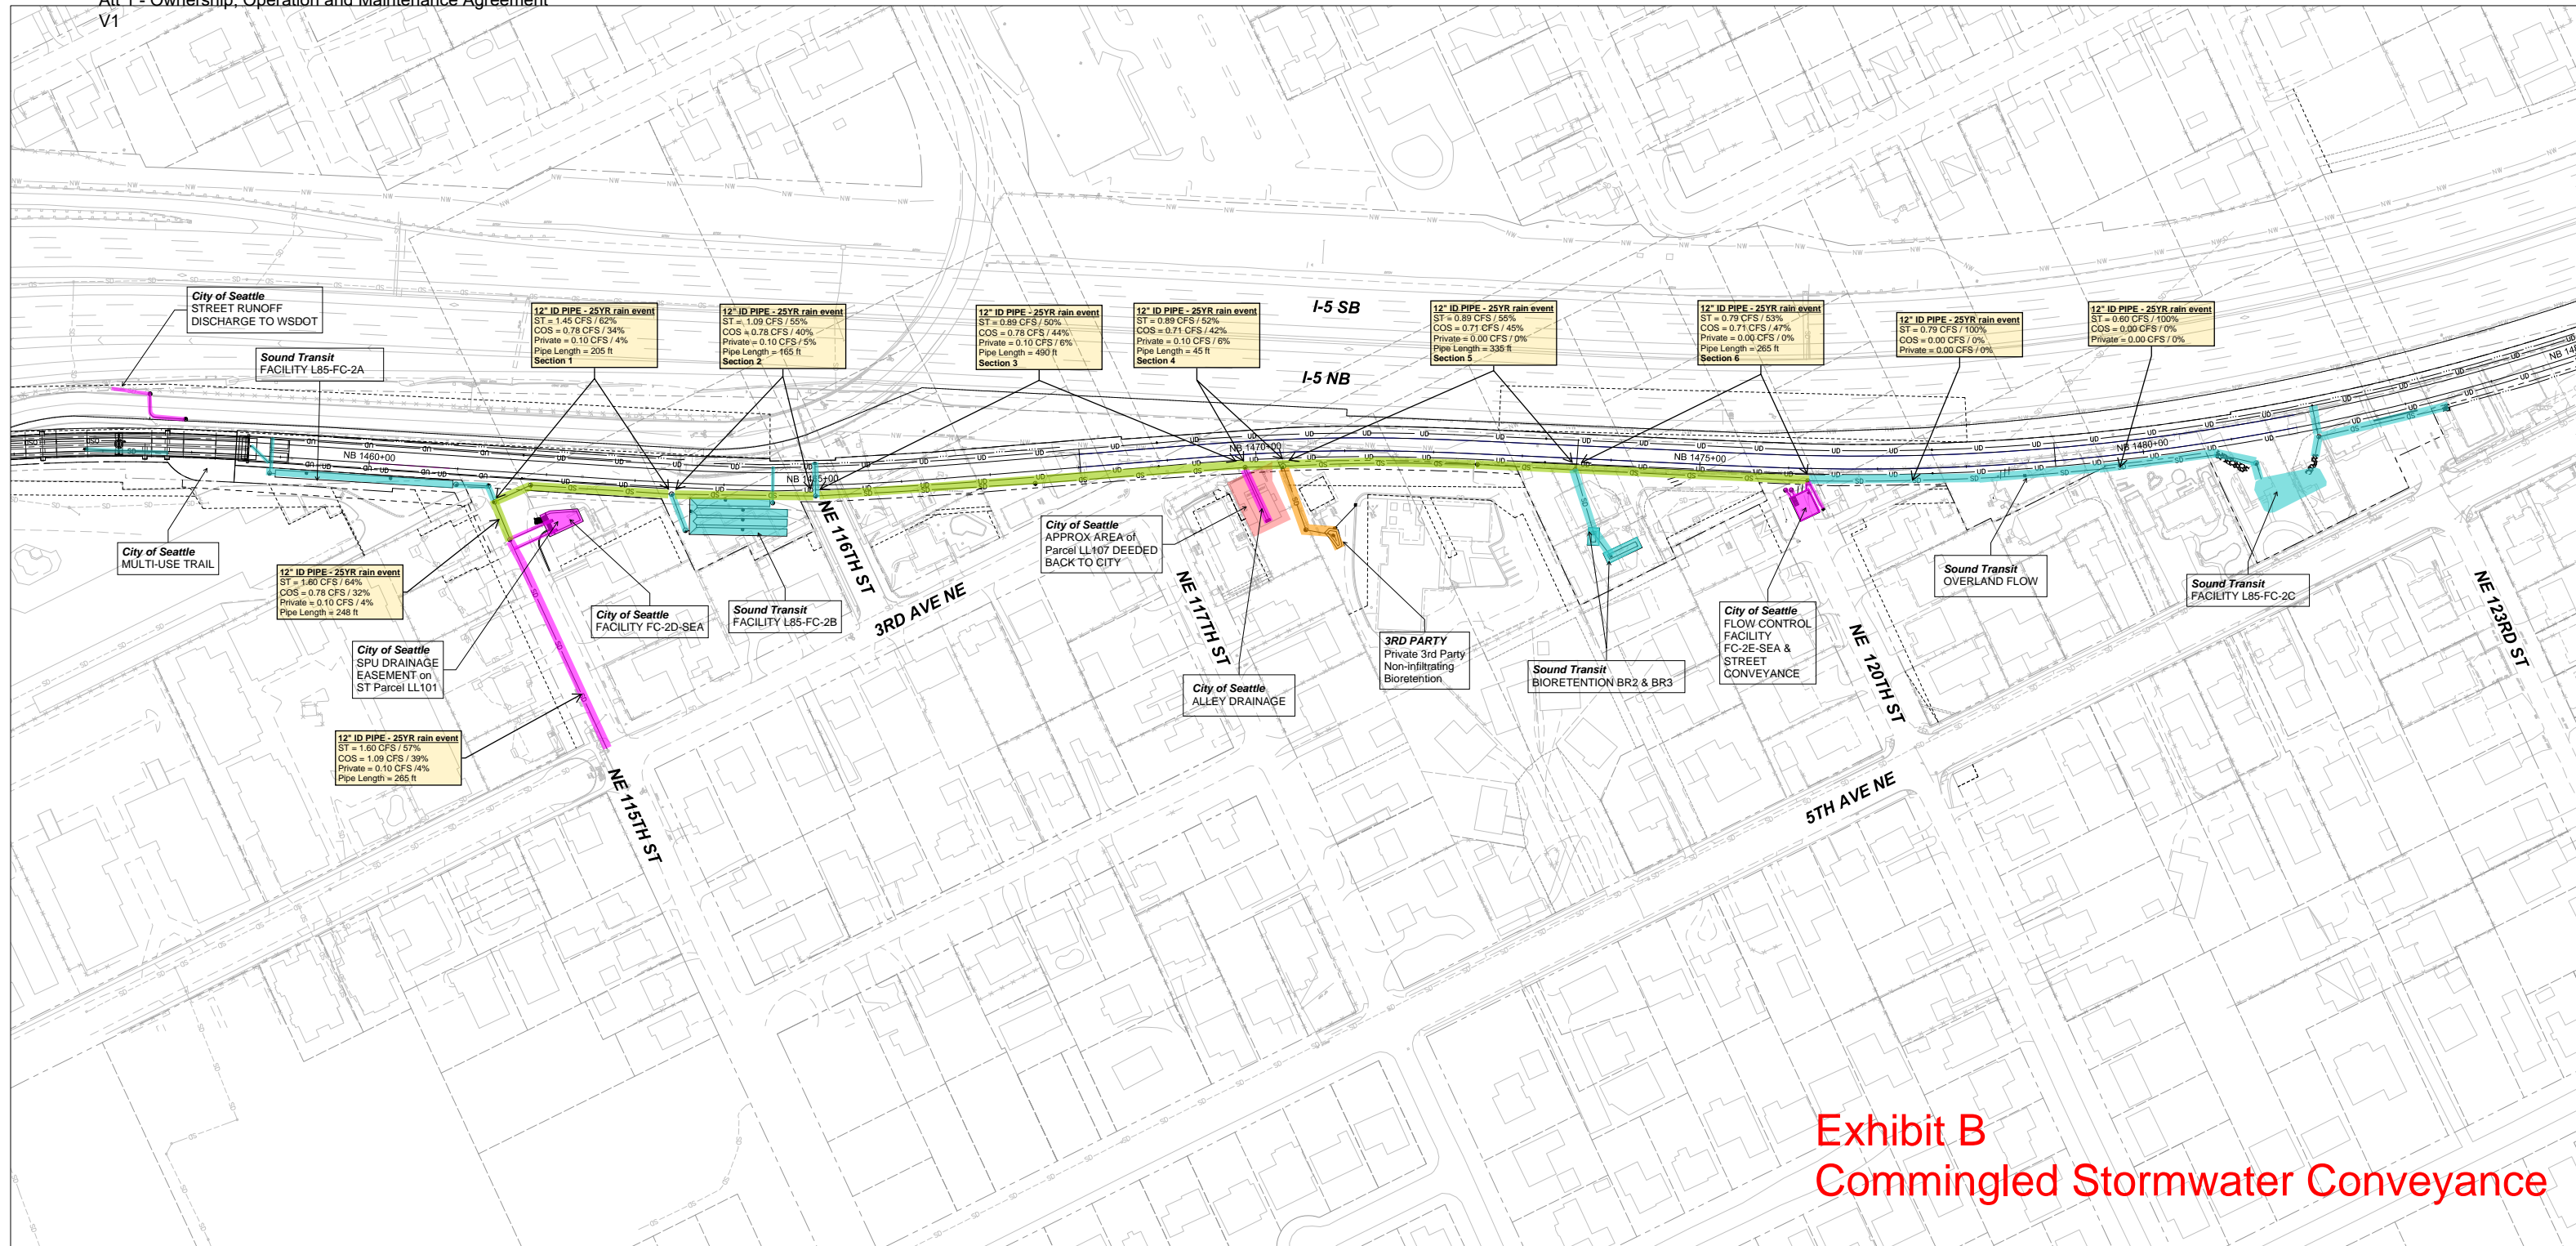 Att 1 - Ownership, Operation and Maintenance Agreement
V1
City of Seattle
STREET RUNOFF
DISCHARGE TO WSDOT
Sound Transit
FACILITY L85-FC-2A
12" ID PIPE - 25YR rain event
ST = 1.45 CFS / 62%
COS = 0.78 CFS / 34%
Private = 0.10 CFS / 4%
Pipe Length = 205 ft
Section 1
12" ID PIPE - 25YR rain event
ST = 1.09 CFS / 55%
COS = 0.78 CFS / 40%
Private = 0.10 CFS / 5%
Pipe Length = 165 ft
Section 2
12" ID PIPE - 25YR rain event
ST = 0.89 CFS / 50%
COS = 0.78 CFS / 44%
Private = 0.10 CFS / 6%
Pipe Length = 490 ft
Section 3
12" ID PIPE - 25YR rain event
ST = 0.89 CFS / 52%
COS = 0.71 CFS / 42%
Private = 0.10 CFS / 6%
Pipe Length = 45 ft
Section 4
I-5 SB
I-5 NB
12" ID PIPE - 25YR rain event
ST = 0.89 CFS / 55%
COS = 0.71 CFS / 45%
Private = 0.00 CFS / 0%
Pipe Length = 335 ft
Section 5
12" ID PIPE - 25YR rain event
ST = 0.79 CFS / 53%
COS = 0.71 CFS / 47%
Private = 0.00 CFS / 0%
Pipe Length = 265 ft
Section 6
12" ID PIPE - 25YR rain event
ST = 0.79 CFS / 100%
COS = 0.00 CFS / 0%
Private = 0.00 CFS / 0%
12" ID PIPE - 25YR rain event
ST = 0.60 CFS / 100%
COS = 0.00 CFS / 0%
Private = 0.00 CFS / 0%
NB 1460+00
NB 1465+00
NB 1470+00
NB 1475+00
NB 1480+00
City of Seattle
MULTI-USE TRAIL
12" ID PIPE - 25YR rain event
ST = 1.60 CFS / 64%
COS = 0.78 CFS / 32%
Private = 0.10 CFS / 4%
Pipe Length = 248 ft
City of Seattle
SPU DRAINAGE
EASEMENT on
ST Parcel LL101
12" ID PIPE - 25YR rain event
ST = 1.60 CFS / 57%
COS = 1.09 CFS / 39%
Private = 0.10 CFS /4%
Pipe Length = 265 ft
City of Seattle
FACILITY FC-2D-SEA
Sound Transit
FACILITY L85-FC-2B
NE 115TH ST
NE 116TH ST
3RD AVE NE
City of Seattle
APPROX AREA of
Parcel LL107 DEEDED
BACK TO CITY
NE 117TH ST
City of Seattle
ALLEY DRAINAGE
3RD PARTY
Private 3rd Party
Non-infiltrating
Bioretention
Sound Transit
BIORETENTION BR2 & BR3
City of Seattle
FLOW CONTROL
FACILITY
FC-2E-SEA &
STREET
CONVEYANCE
NE 120TH ST
5TH AVE NE
Sound Transit
OVERLAND FLOW
Sound Transit
FACILITY L85-FC-2C
NE 123RD ST
Exhibit B
Commingled Stormwater Conveyance